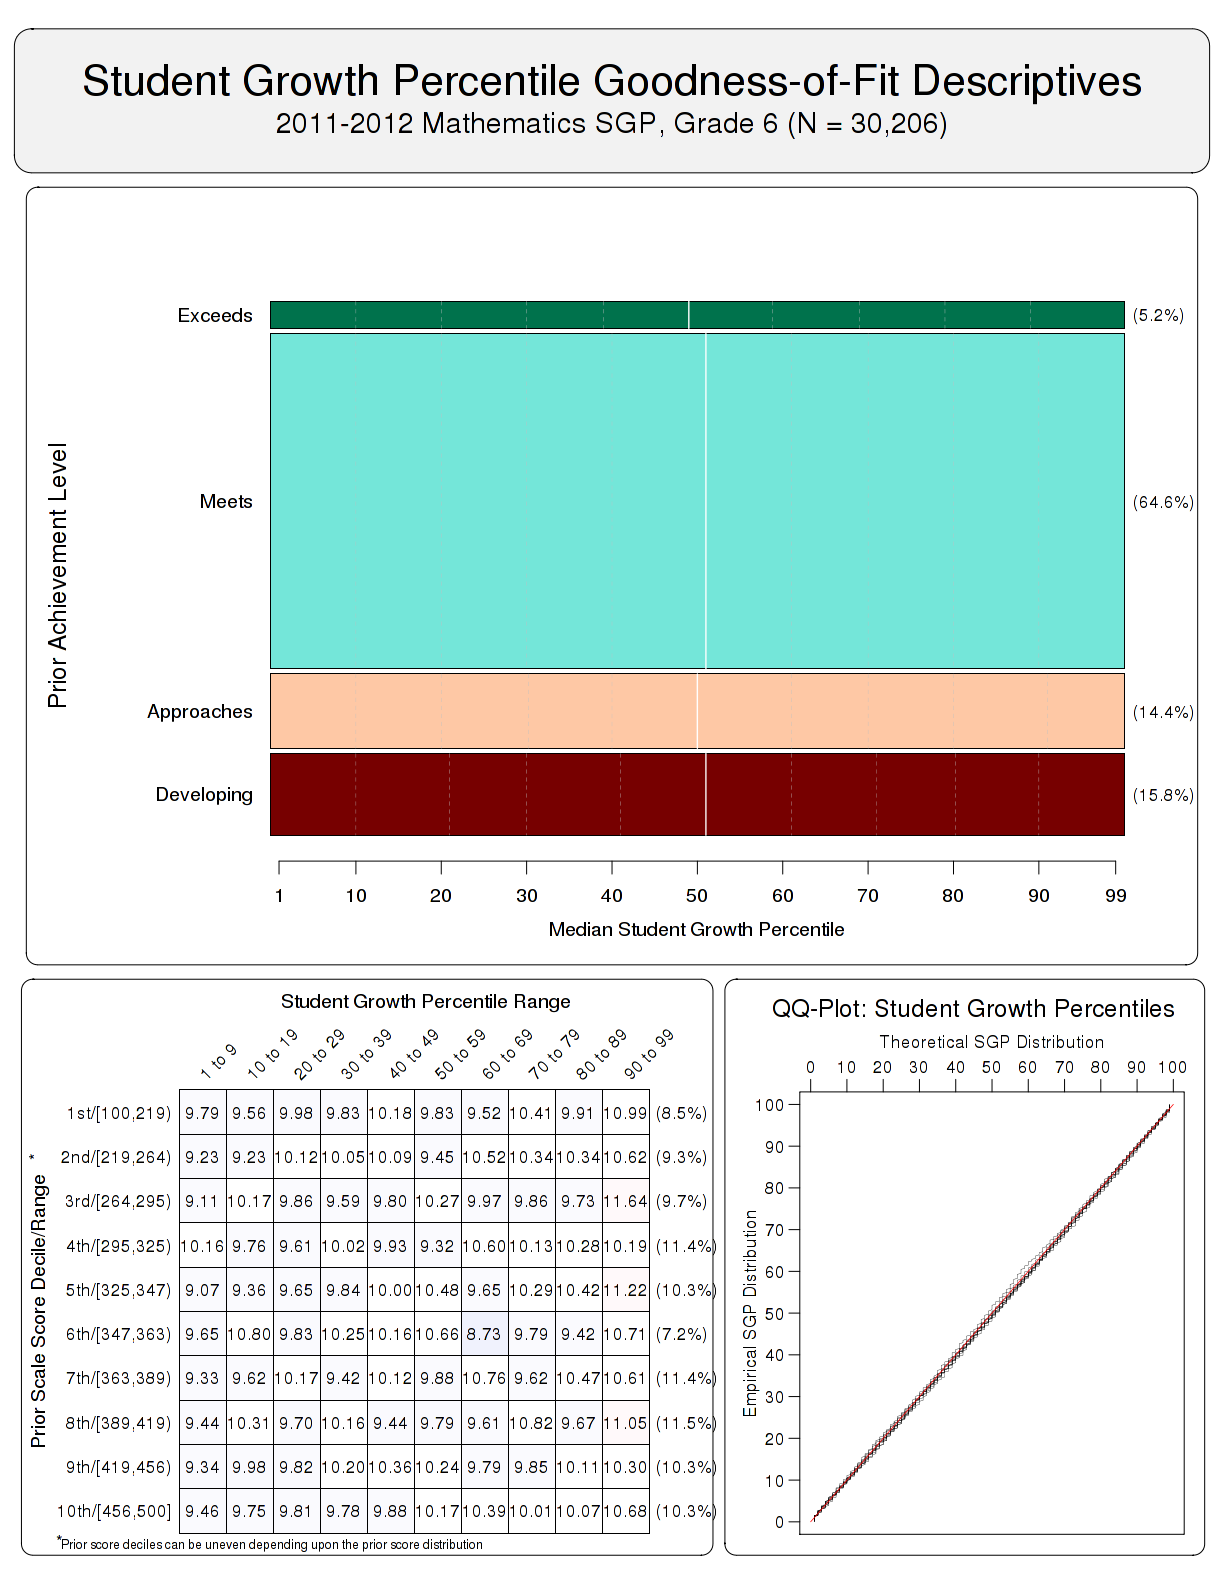 Student Growth Percentile Goodness-of-Fit Descriptives
2011-2012 Mathematics SGP, Grade 6 (N = 30,206)
Prior Achievement Level
Exceeds (5.2%)
Meets (64.6%)
Approaches (14.4%)
Developing (15.8%)
1 10 20 30 40 50 60 70 80 90 99
Median Student Growth Percentile
Student Growth Percentile Range
1 to 9 10 to 19 20 to 29 30 to 39 40 to 49 50 to 59 60 to 69 70 to 79 80 to 89 90 to 99
Prior Scale Score Decile/Range *
1st/[100,219) 9.79 9.56 9.98 9.83 10.18 9.83 9.52 10.41 9.91 10.99 (8.5%)
2nd/[219,264) 9.23 9.23 10.12 10.05 10.09 9.45 10.52 10.34 10.34 10.62 (9.3%)
3rd/[264,295) 9.11 10.17 9.86 9.59 9.80 10.27 9.97 9.86 9.73 11.64 (9.7%)
4th/[295,325) 10.16 9.76 9.61 10.02 9.93 9.32 10.60 10.13 10.28 10.19 (11.4%)
5th/[325,347) 9.07 9.36 9.65 9.84 10.00 10.48 9.65 10.29 10.42 11.22 (10.3%)
6th/[347,363) 9.65 10.80 9.83 10.25 10.16 10.66 8.73 9.79 9.42 10.71 (7.2%)
7th/[363,389) 9.33 9.62 10.17 9.42 10.12 9.88 10.76 9.62 10.47 10.61 (11.4%)
8th/[389,419) 9.44 10.31 9.70 10.16 9.44 9.79 9.61 10.82 9.67 11.05 (11.5%)
9th/[419,456) 9.34 9.98 9.82 10.20 10.36 10.24 9.79 9.85 10.11 10.30 (10.3%)
10th/[456,500] 9.46 9.75 9.81 9.78 9.88 10.17 10.39 10.01 10.07 10.68 (10.3%)
*Prior score deciles can be uneven depending upon the prior score distribution
QQ-Plot: Student Growth Percentiles
Theoretical SGP Distribution
0 10 20 30 40 50 60 70 80 90 100
Empirical SGP Distribution
100
90
80
70
60
50
40
30
20
10
0